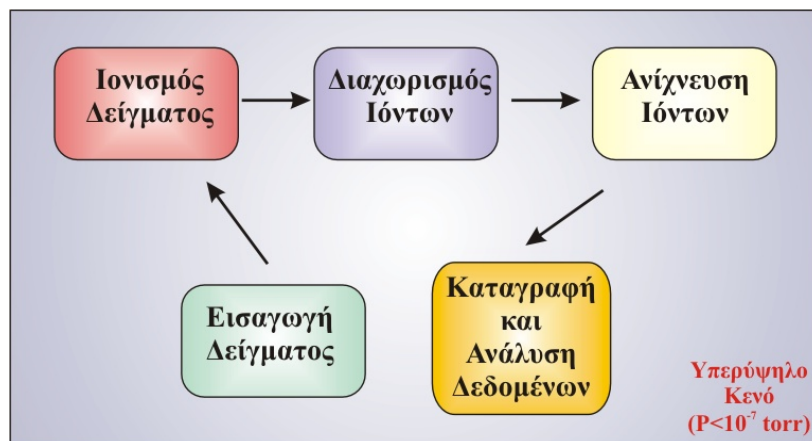 Ιονισμός
Δείγματος
Διαχωρισμός
Ιόντων
Ανίχνευση
Ιόντων
Εισαγωγή
Δείγματος
Καταγραφή
και
Ανάλυση
Δεδομένων
Υπερύψηλο
Κενό
(P<10⁻⁷ torr)